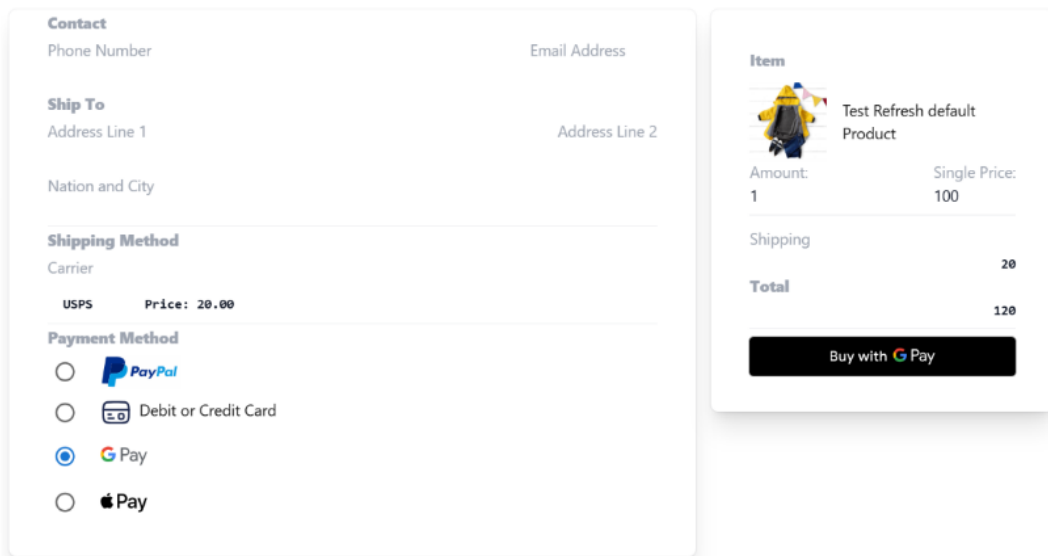 Contact
Phone Number Email Address
Ship To
Address Line 1 Address Line 2
Nation and City
Shipping Method
Carrier
USPS Price: 20.00
Payment Method
PayPal
Debit or Credit Card
G Pay
Pay
Item
Test Refresh default
Product
Amount: Single Price:
1 100
Shipping
20
Total
120
Buy with G Pay